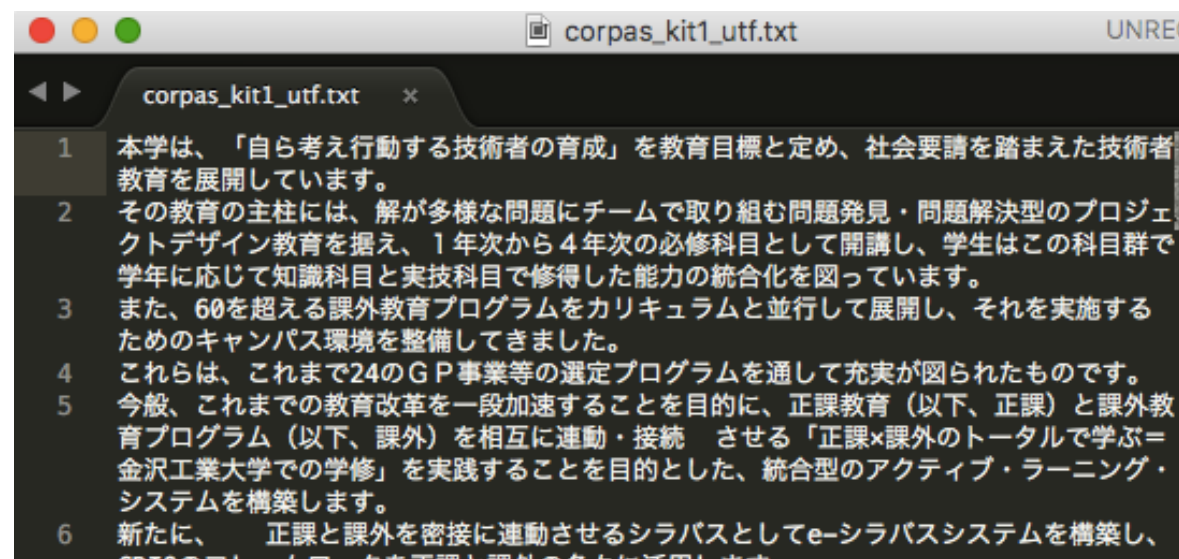 corpas_kit1_utf.txt UNRE
corpas_kit1_utf.txt ×
1 本学は、「自ら考え行動する技術者の育成」を教育目標と定め、社会要請を踏まえた技術者
教育を展開しています。
2 その教育の主柱には、解が多様な問題にチームで取り組む問題発見・問題解決型のプロジェ
クトデザイン教育を据え、１年次から４年次の必修科目として開講し、学生はこの科目群で
学年に応じて知識科目と実技科目で修得した能力の統合化を図っています。
3 また、60を超える課外教育プログラムをカリキュラムと並行して展開し、それを実施する
ためのキャンパス環境を整備してきました。
4 これらは、これまで24のＧＰ事業等の選定プログラムを通して充実が図られたものです。
5 今般、これまでの教育改革を一段加速することを目的に、正課教育（以下、正課）と課外教
育プログラム（以下、課外）を相互に連動・接続　させる「正課×課外のトータルで学ぶ＝
金沢工業大学での学修」を実践することを目的とした、統合型のアクティブ・ラーニング・
システムを構築します。
6 新たに、　　正課と課外を密接に連動させるシラバスとしてe-シラバスシステムを構築し、